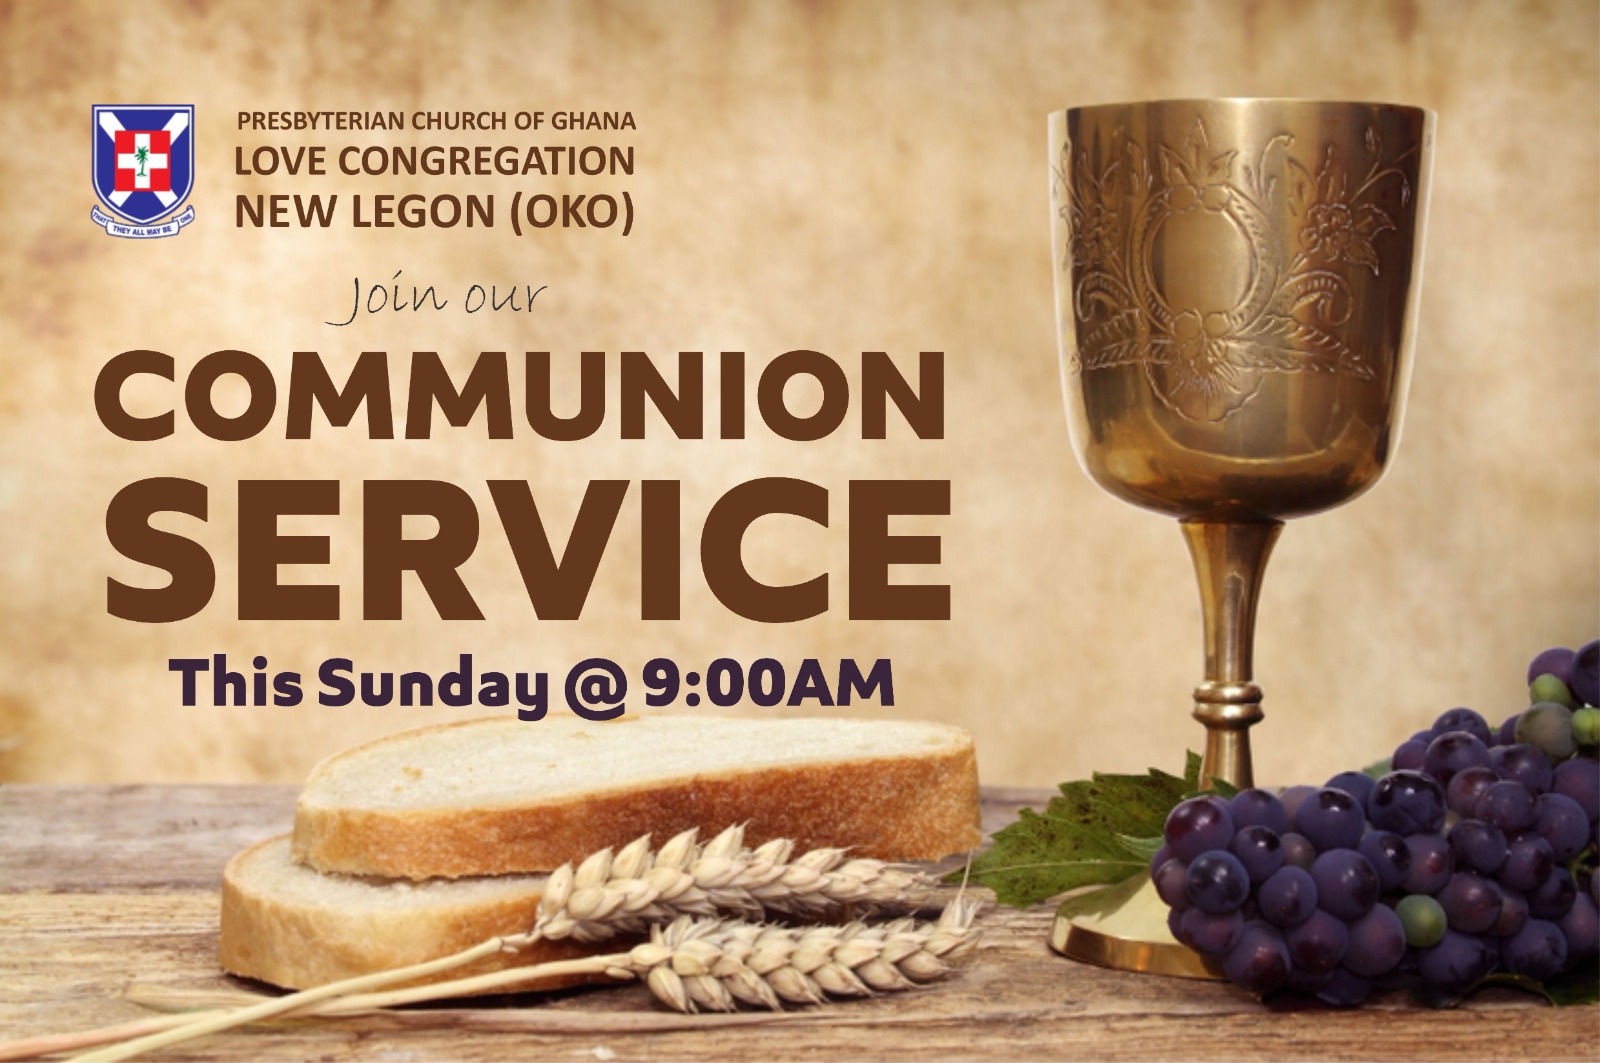 PRESBYTERIAN CHURCH OF GHANA
LOVE CONGREGATION
NEW LEGON (OKO)
THAT THEY ALL MAY BE ONE
Join our
COMMUNION
SERVICE
This Sunday @ 9:00AM